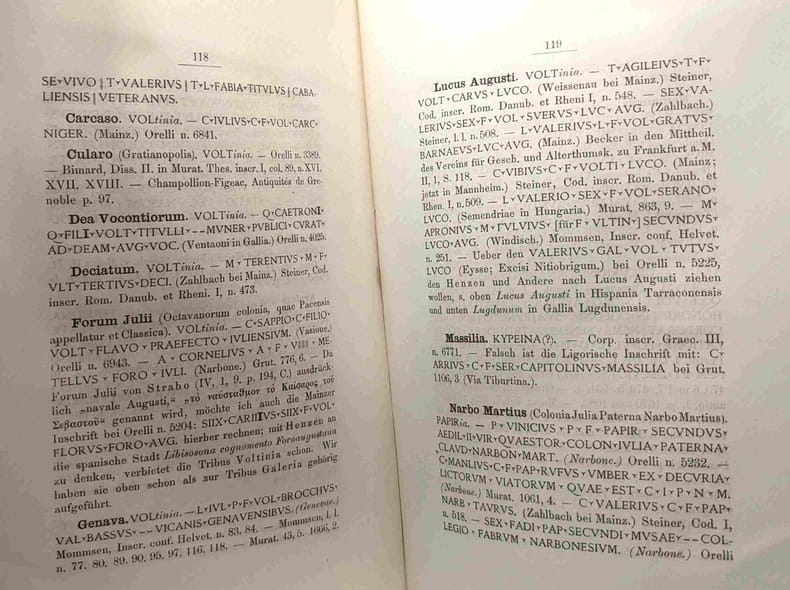 118
SE▾VIVO | T▾VALERIVS | T▾L▾FABIA▾TITVLVS | CABA-
LIENSIS | VETERANVS.
Carcaso. VOLtinia. — C▾IVLIVS▾C▾F▾VOL▾CARC▾
NIGER. (Mainz.) Orelli n. 6841.
Cularo (Gratianopolis). VOLTinia. — Orelli n. 3389.
— Bimard, Diss. II. in Murat. Thes. inscr. I, col. 89, n. XVI.
XVII. XVIII. — Champollion-Figeac, Antiquités de Gre-
noble p. 97.
Dea Vocontiorum. VOLTinia. — Q▾CAETRONI▾
Q▾FILI▾VOLT▾TITVLLI▾--MVNER▾PVBLICI▾CVRAT▾
AD▾DEAM▾AVG▾VOC. (Ventaoni in Gallia.) Orelli n. 4025.
Deciatum. VOLTinia. — M▾TERENTIVS▾M▾F▾
VLT▾TERTIVS▾DECI. (Zahlbach bei Mainz.) Steiner, Cod.
inscr. Rom. Danub. et Rheni. I, n. 473.
Forum Julii (Octavanorum colonia, quae Pacensis
appellatur et Classica). VOLTinia. — C▾SAPPIO▾C▾FILIO▾
VOLT▾FLAVO▾PRAEFECTO▾IVLIENSIVM. (Vasione.)
Orelli n. 6943. — A▾CORNELIVS▾A▾F▾V ▾ME-
TELLVS▾FORO▾IVLI. (Narbone.) Grut. 776, 6. — Da
Forum Julii von Strabo (IV, 1, 9. p. 194, C.) ausdrück-
lich „navale Augusti,“ »τὸ ναύσταθμον τὸ Καίσαρος τοῦ
Σεβαστοῦ« genannt wird, möchte ich auch die Mainzer
Inschrift bei Orelli n. 5204: SIIX▾CARIIVS▾SIIX▾F▾VOL▾
FLORVS▾FORO▾AVG. hierher rechnen; mit Henzen an
die spanische Stadt Libisosona cognomento Foroaugustana
zu denken, verbietet die Tribus Voltinia schon. Wir
haben sie oben schon als zur Tribus Galeria gehörig
aufgeführt.
Genava. VOLtinia. — L▾IVL▾P▾F▾VOL▾BROCCHVS▾
VAL▾BASSVS▾--VICANIS▾GENAVENSIBVS. (Genevae.)
Mommsen, Inscr. conf. Helvet. n. 83. 84. — Mommsen, l. l.
n. 77. 80. 89. 90. 95. 97. 116. 118. — Murat. 43, 5. 1066, 2.
119
Lucus Augusti. VOLTinia. — T▾AGILEIVS▾T▾F▾
VOLT▾CARVS▾LVCO. (Weissenau bei Mainz.) Steiner,
Cod. inscr. Rom. Danub. et Rheni I, n. 548. — SEX▾VA-
LERIVS▾SEX▾F▾VOL▾SVERVS▾LVC▾AVG. (Zahlbach.)
Steiner, l. l. n. 508. — L▾VALERIVS▾L▾F▾VOL▾GRATVS▾
BARNAEVS▾LVC▾AVG. (Mainz.) Becker in den Mittheil.
des Vereins für Gesch. und Alterthumsk. zu Frankfurt a. M.
II, 1, S. 118. — C▾VIBIVS▾C▾F▾VOLTI▾LVCO. (Mainz;
jetzt in Mannheim.) Steiner, Cod. inscr. Rom. Danub. et
Rhen. I, n. 509. — L▾VALERIO▾SEX▾F▾VOL▾SERANO▾
LVCO. (Semendriae in Hungaria.) Murat. 863, 9. — M▾
APRONIVS▾M▾ΓVLVIVS▾[für F▾VLTIN▾] SECVNDVS▾
LVCO▾AVG. (Windisch.) Mommsen, Inscr. conf. Helvet.
n. 251. — Ueber den VALERIVS▾GAL▾VOL▾TVTVS▾
LVCO (Eysse; Excisi Nitiobrigum.) bei Orelli n. 5225,
den Henzen und Andere nach Lucus Augusti ziehen
wollen, s. oben Lucus Augusti in Hispania Tarraconensis
und unten Lugdunum in Gallia Lugdunensis.
Massilia. ΚΥΡΕΙΝΑ(?). — Corp. inscr. Graec. III,
n. 6771. — Falsch ist die Ligorische Inschrift mit: C▾
ARRIVS▾C▾F▾SER▾CAPITOLINVS▾MASSILIA bei Grut.
1106, 3 (Via Tiburtina.).
Narbo Martius (Colonia Julia Paterna Narbo Martius).
PAPIRia. — P▾VINICIVS▾P▾F▾PAPIR▾SECVNDVS▾
AEDIL▾II▾VIR▾QVAESTOR▾COLON▾IVLIA▾PATERNA▾
CLAVD▾NARBON▾MART. (Narbone.) Orelli n. 5232. —
C▾MANLIVS▾C▾F▾PAP▾RVFVS▾VMBER▾EX▾DECVRIA▾
LICTORVM▾VIATORVM▾QVAE▾EST▾C▾I▾P▾N▾M.
(Narbone.) Murat. 1061, 4. — C▾VALERIVS▾C▾F▾PAP▾
NARB▾TAVRVS. (Zahlbach bei Mainz.) Steiner, Cod. I,
n. 518. — SEX▾FADI▾PAP▾SECVNDI▾MVSAE▾--COL-
LEGIO▾FABRVM▾NARBONESIVM. (Narbone.) Orelli